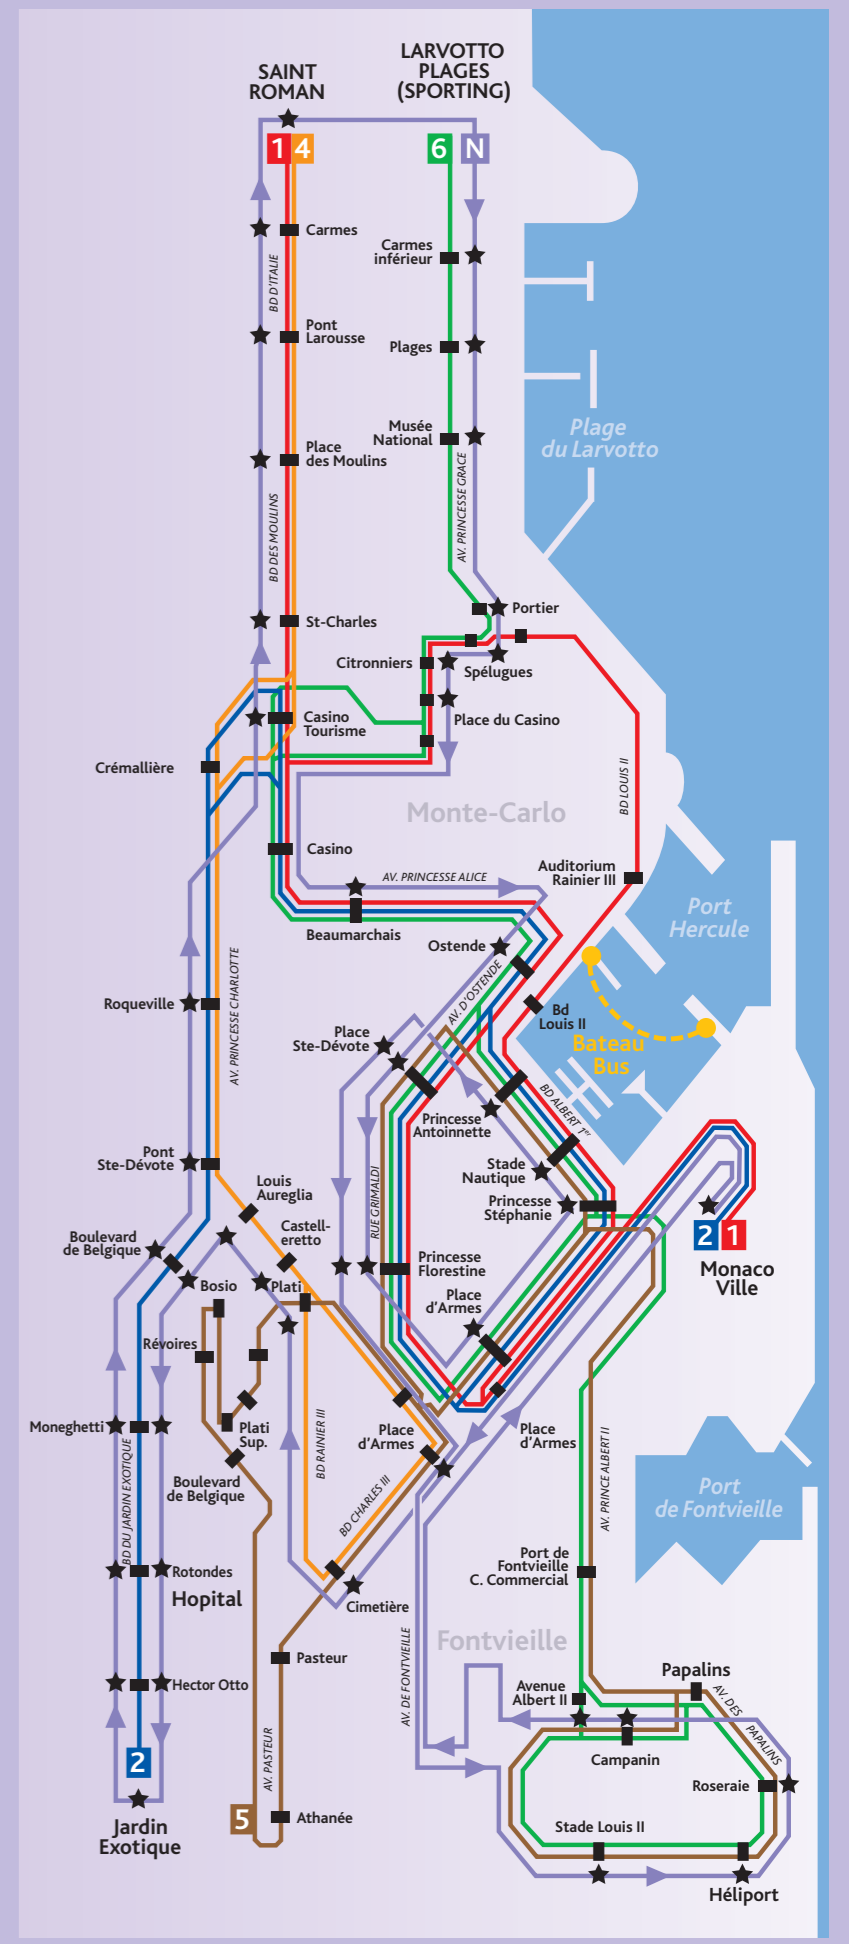 LARVOTTO
PLAGES
(SPORTING)
SAINT
ROMAN
1 4
6 N
Carmes
Carmes
inférieur
BD D'ITALIE
Pont
Larousse
Plages
Musée
National
Place
des Moulins
Plage
du Larvotto
AV. PRINCESSE GRACE
BD DES MOULINS
Portier
St-Charles
Citronniers
Spélugues
Casino
Tourisme
Place du Casino
Crémallière
BD LOUIS II
Monte-Carlo
Casino
Auditorium
Rainier III
AV. PRINCESSE ALICE
Port
Hercule
Beaumarchais
Ostende
AV. D'OSTENDE
AV. PRINCESSE CHARLOTTE
Roqueville
Bd
Louis II
Place
Ste-Dévote
Bateau
Bus
BD ALBERT 1er
Princesse
Antoinnette
Pont
Ste-Dévote
Stade
Nautique
Louis
Aureglia
RUE GRIMALDI
Princesse
Stéphanie
Castell-
eretto
2 1
Boulevard
de Belgique
Princesse
Florestine
Monaco
Ville
Bosio
Plati
Place
d'Armes
Révoires
Moneghetti
Plati
Sup.
Place
d'Armes
Place
d'Armes
BD RAINIER III
Boulevard
de Belgique
AV. PRINCE ALBERT II
Port
de Fontvieille
BD CHARLES III
BD DU JARDIN EXOTIQUE
Port de
Fontvieille
C. Commercial
Rotondes
Hopital
Cimetière
Fontvieille
AV. DE FONTVIEILLE
Pasteur
Papalins
Hector Otto
Avenue
Albert II
AV. DES PAPALINS
AV. PASTEUR
2
Campanin
Roseraie
5
Athanée
Jardin
Exotique
Stade Louis II
Héliport